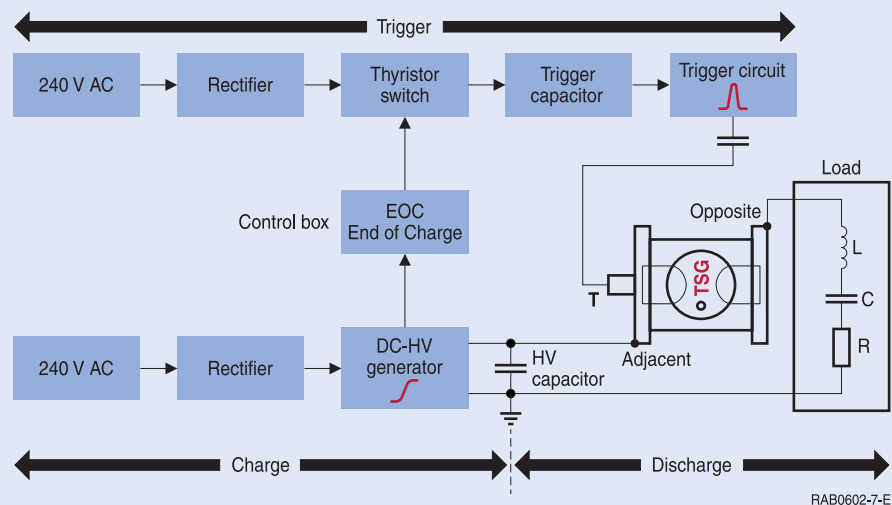 Trigger
240 V AC
Rectifier
Thyristor
switch
Trigger
capacitor
Trigger circuit
Load
Control box
EOC
End of Charge
Opposite
L
TSG
T
C
R
240 V AC
Rectifier
DC-HV
generator
HV
capacitor
Adjacent
Charge
Discharge
RAB0602-7-E